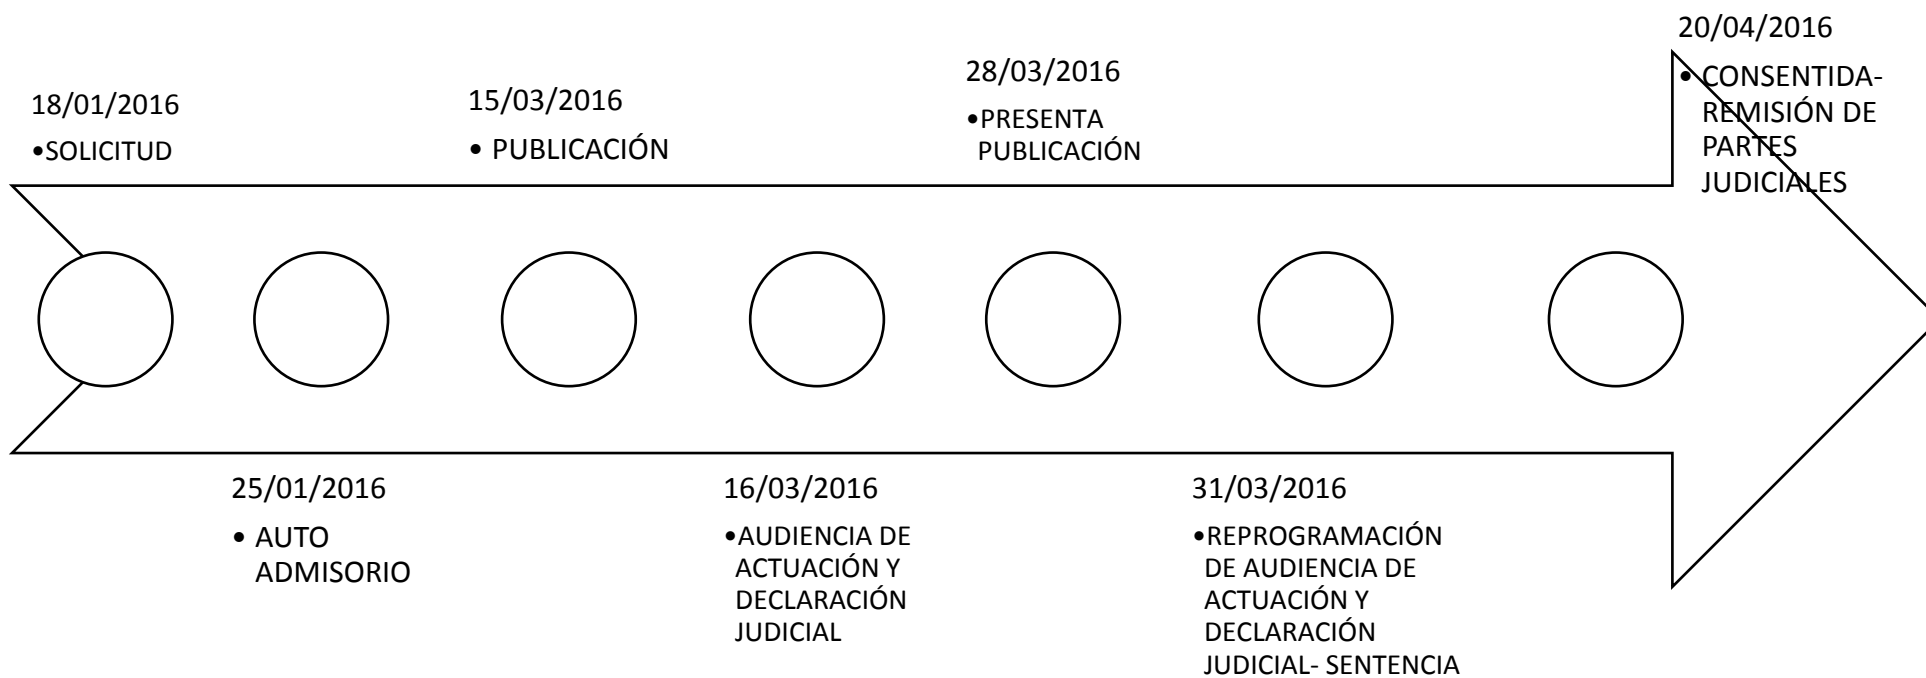 18/01/2016
•SOLICITUD
25/01/2016
• AUTO
ADMISORIO
15/03/2016
• PUBLICACIÓN
16/03/2016
•AUDIENCIA DE
ACTUACIÓN Y
DECLARACIÓN
JUDICIAL
28/03/2016
•PRESENTA
PUBLICACIÓN
31/03/2016
•REPROGRAMACIÓN
DE AUDIENCIA DE
ACTUACIÓN Y
DECLARACIÓN
JUDICIAL- SENTENCIA
20/04/2016
• CONSENTIDA-
REMISIÓN DE
PARTES
JUDICIALES